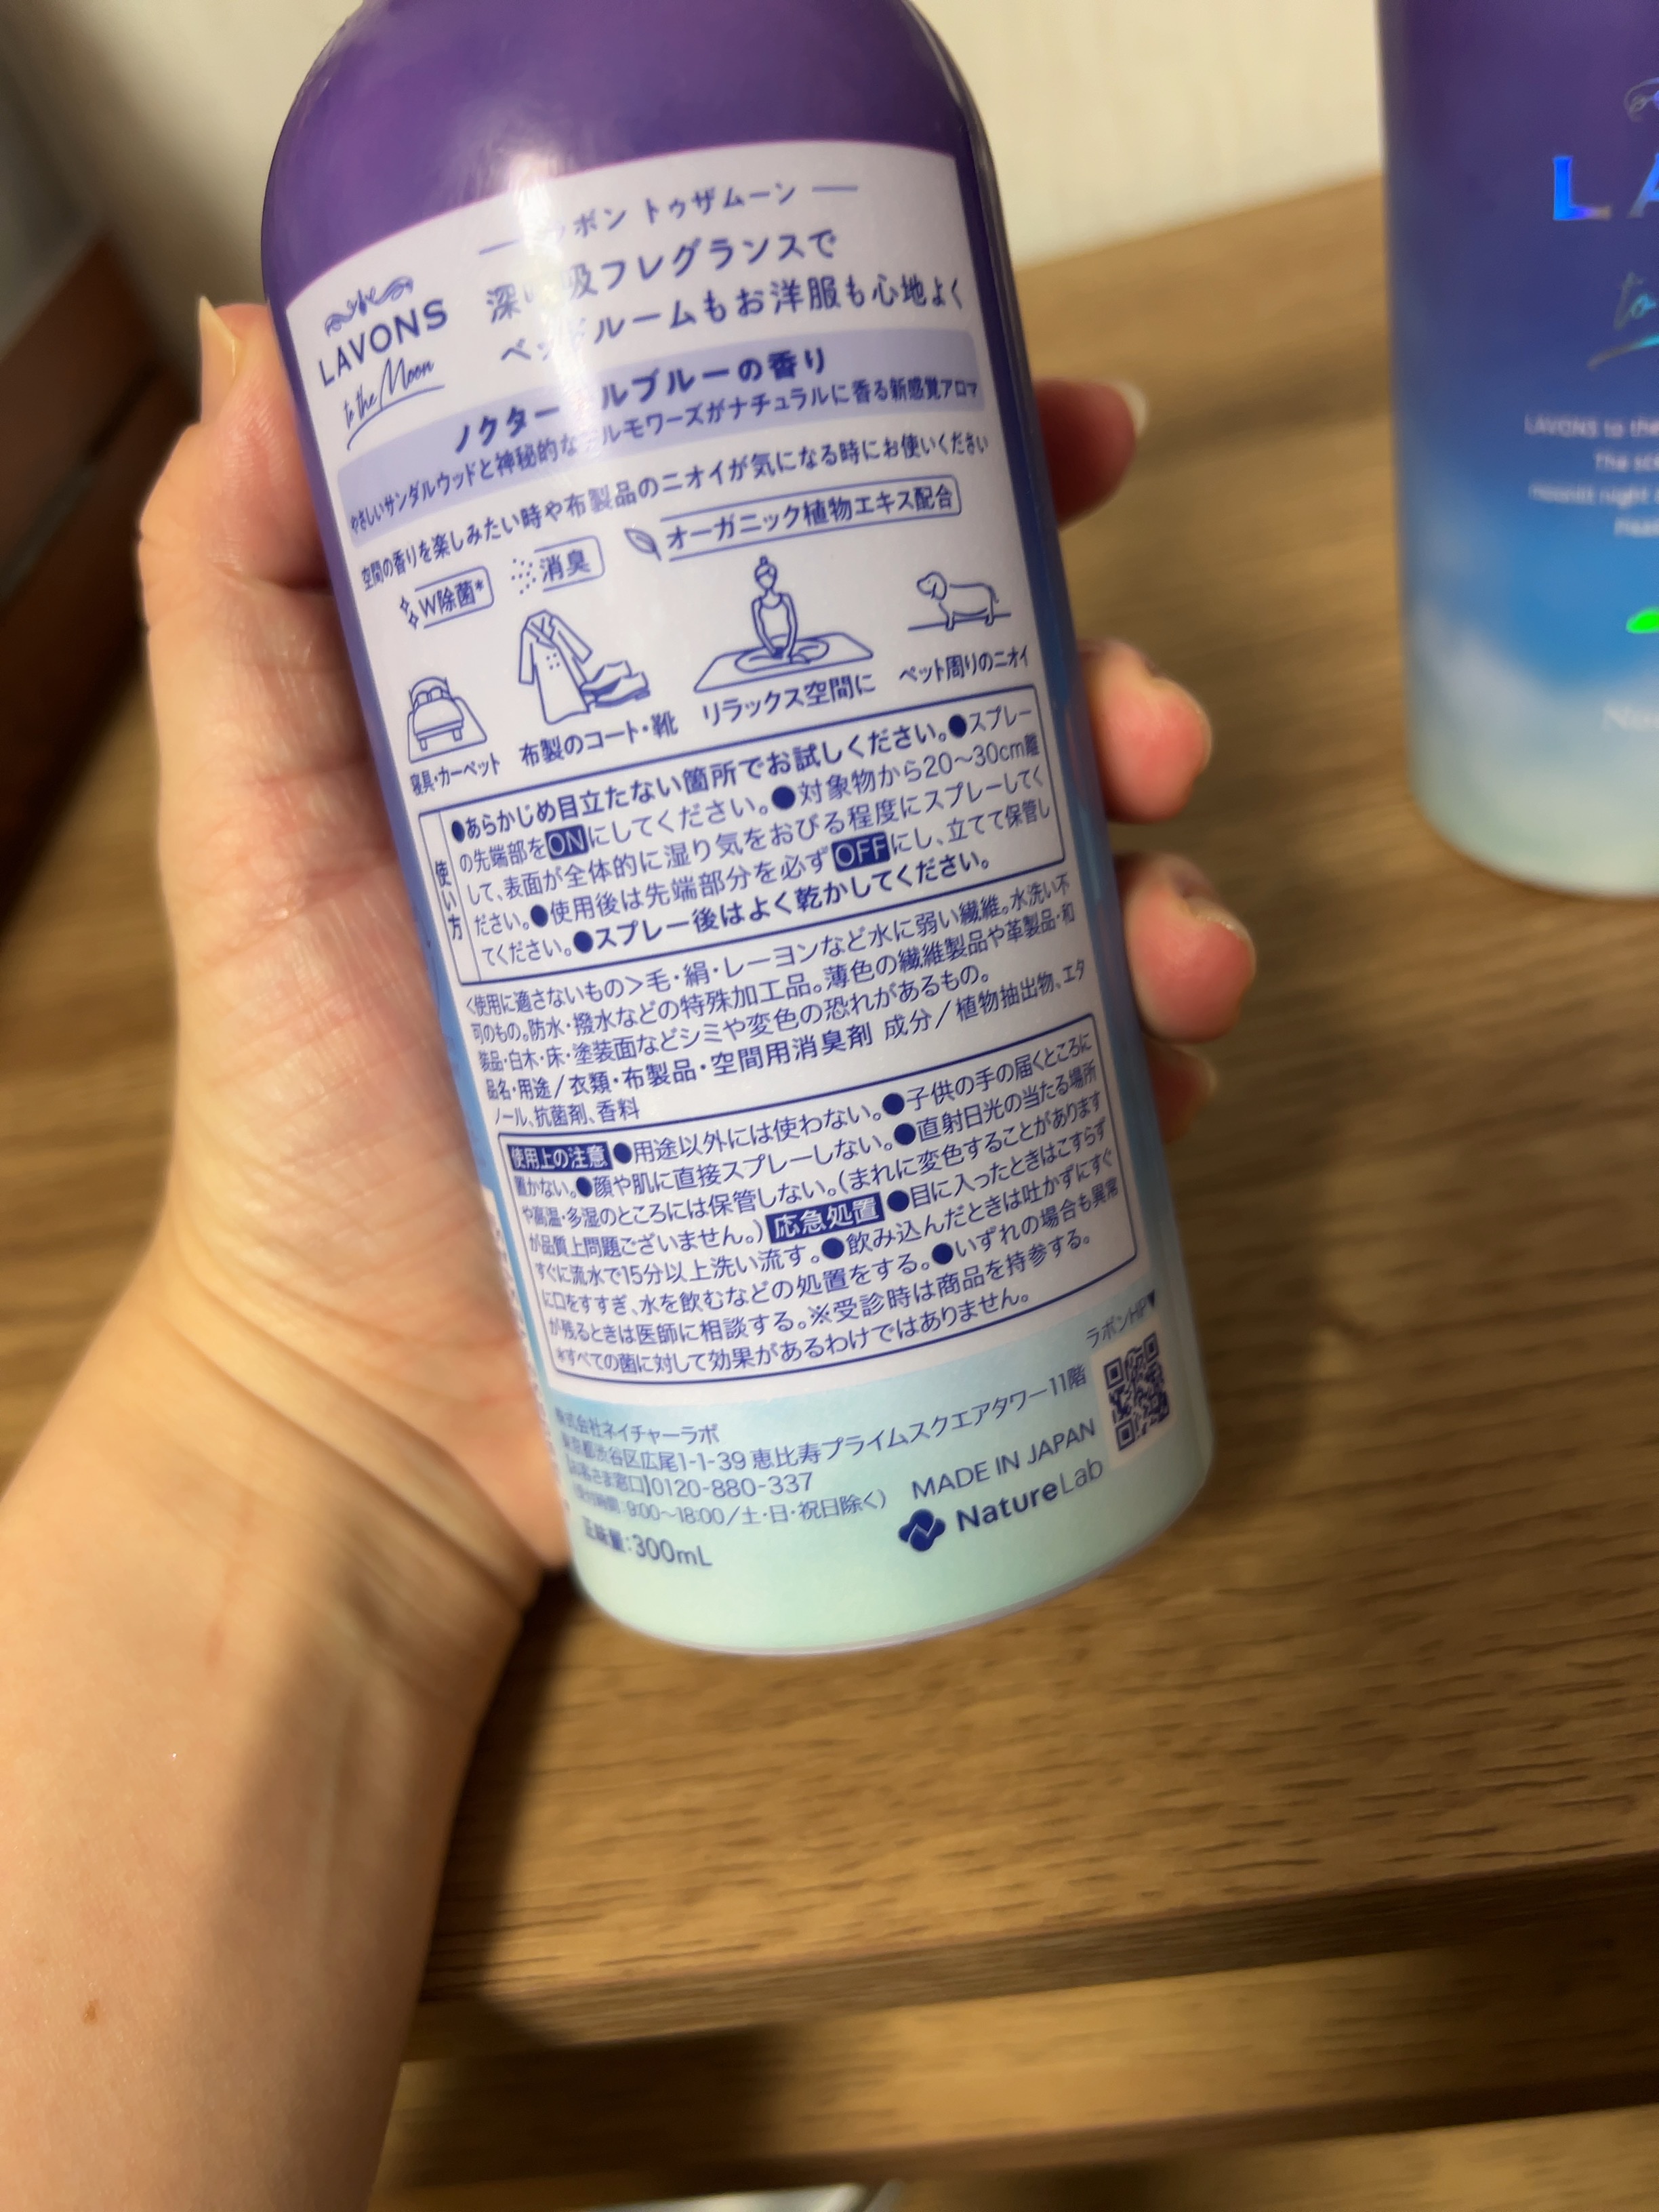 LAVONS
to the Moon
ボン トゥザムーン
深 吸フレグランスで
ベッドルームもお洋服も心地よく
ノクター ルブルーの香り
やさしいサンダルウッドと神秘的な ルモワーズがナチュラルに香る新感覚アロマ
空間の香りを楽しみたい時や布製品のニオイが気になる時にお使いください
W除菌* 消臭 オーガニック植物エキス配合
寝具・カーペット 布製のコート・靴 リラックス空間に ペット周りのニオイ
使い方
●あらかじめ目立たない箇所でお試しください。●スプレー
の先端部をONにしてください。●対象物から20〜30cm離
して、表面が全体的に湿り気をおびる程度にスプレーしてく
ださい。●使用後は先端部分を必ずOFFにし、立てて保管し
てください。●スプレー後はよく乾かしてください。
<使用に適さないもの>毛・絹・レーヨンなど水に弱い繊維。水洗い不
可のもの。防水・撥水などの特殊加工品。薄色の繊維製品や革製品・和
装品・白木・床・塗装面などシミや変色の恐れがあるもの。
品名・用途/衣類・布製品・空間用消臭剤 成分/植物抽出物、エタ
ノール、抗菌剤、香料
使用上の注意 ●用途以外には使わない。●子供の手の届くところに
置かない。●顔や肌に直接スプレーしない。●直射日光の当たる場所
や高温・多湿のところには保管しない。(まれに変色することがあります
が品質上問題ございません。) 応急処置 ●目に入ったときはこすらず
すぐに流水で15分以上洗い流す。●飲み込んだときは吐かずにすぐ
に口をすすぎ、水を飲むなどの処置をする。●いずれの場合も異常
が残るときは医師に相談する。※受診時は商品を持参する。
*すべての菌に対して効果があるわけではありません。
ラボンHP▼
株式会社ネイチャーラボ
東京都渋谷区広尾1-1-39 恵比寿プライムスクエアタワー11階
【お客さま窓口】0120-880-337
(受付時間:9:00〜18:00/土・日・祝日除く)
MADE IN JAPAN
正味量:300mL
NatureLab
LA
to
LAVONS to the